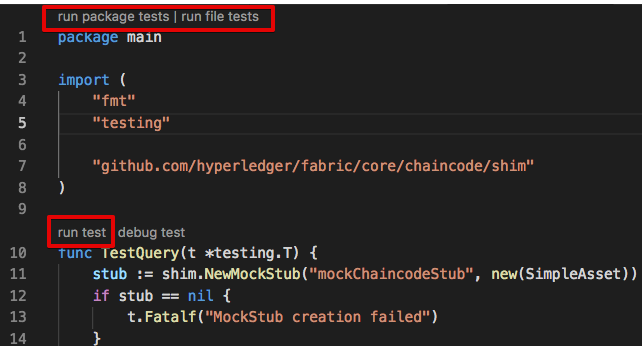 run package tests | run file tests
1 package main
2
3 import (
4 "fmt"
5 "testing"
6
7 "github.com/hyperledger/fabric/core/chaincode/shim"
8 )
9
run test | debug test
10 func TestQuery(t *testing.T) {
11 stub := shim.NewMockStub("mockChaincodeStub", new(SimpleAsset))
12 if stub == nil {
13 t.Fatalf("MockStub creation failed")
14 }